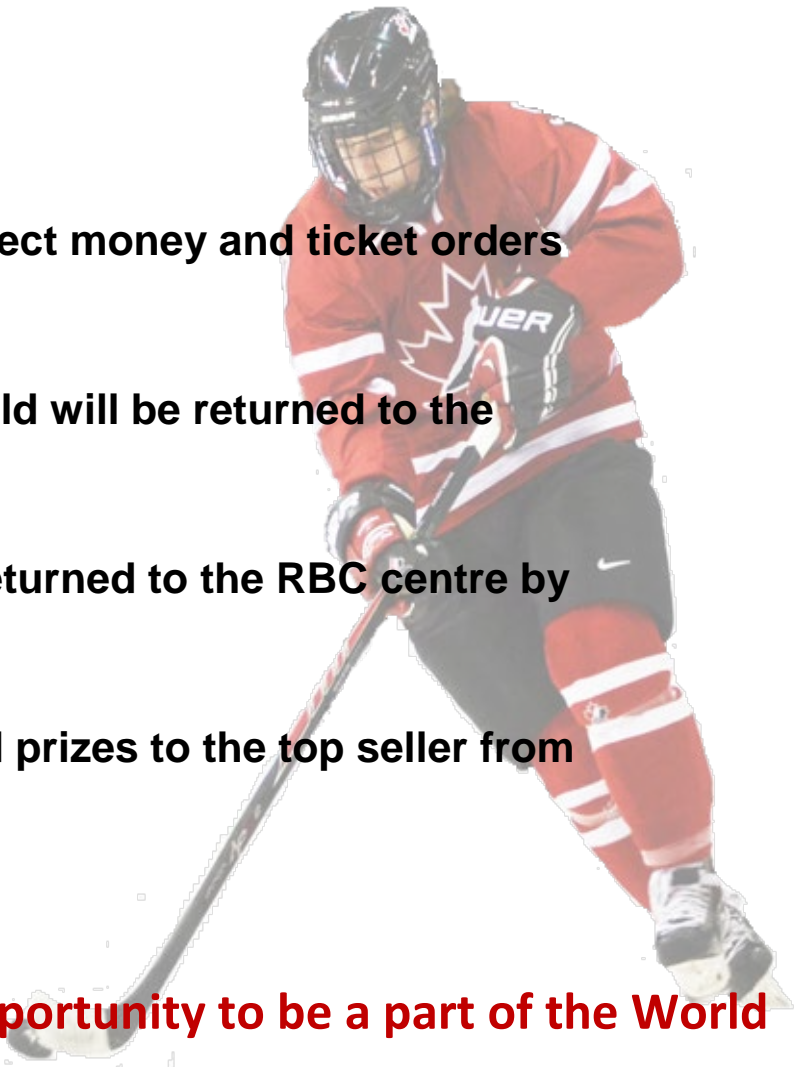 ect money and ticket orders
UER
ld will be returned to the
eturned to the RBC centre by
l prizes to the top seller from
portunity to be a part of the World